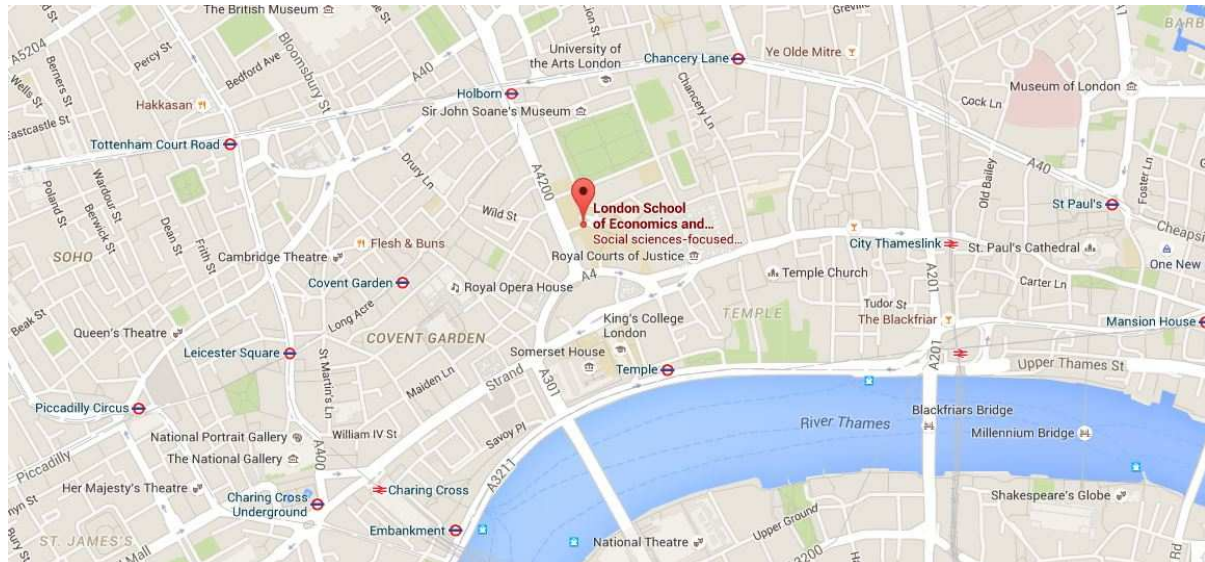 The British Museum
A5204
Percy St
Bloomsbury St
Bedford Ave
A40
Berners St
Wells St
Hakkasan
Eastcastle St
Tottenham Court Road
University of
the Arts London
Holborn
Sir John Soane's Museum
Chancery Lane
Chancery Ln
Ye Olde Mitre
Greville
Museum of London
Cock Ln
A40
Old Bailey
Foster Ln
St Paul's
Cheapsi
One New
Poland St
Wardour St
Berwick St
Dean St
Frith St
Drury Ln
A4200
Wild St
London School
of Economics and...
Social sciences-focused...
Royal Courts of Justice
A4
Flesh & Buns
SOHO
Cambridge Theatre
Covent Garden
Royal Opera House
Temple Church
City Thameslink
St. Paul's Cathedral
Carter Ln
A201
Tudor St
The Blackfriar
Mansion House
TEMPLE
King's College
London
Beak St
Queen's Theatre
Long Acre
COVENT GARDEN
Leicester Square
St Martin's Ln
Maiden Ln
Strand
Somerset House
A301
Temple
A201
Upper Thames St
Piccadilly Circus
National Portrait Gallery
William IV St
Savoy Pl
River Thames
Blackfriars Bridge
Millennium Bridge
Piccadilly
The National Gallery
A400
A3211
Her Majesty's Theatre
Charing Cross
Underground
Charing Cross
Embankment
Shakespeare's Globe
Upper Ground
National Theatre
A3200
ST. JAMES'S
Mall
Bury St
Rd